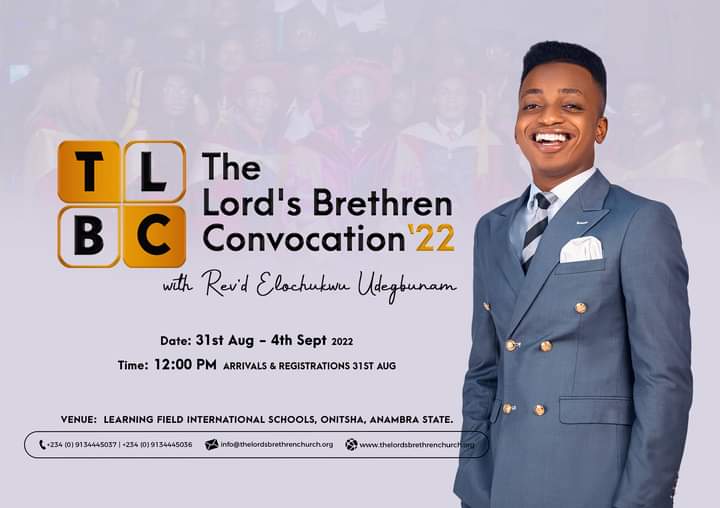 TL
BC
The
Lord's Brethren
Convocation '22
with Rev'd Elochukwu Udegbunam
Date: 31st Aug - 4th Sept 2022
Time: 12:00 PM ARRIVALS & REGISTRATIONS 31ST AUG
VENUE: LEARNING FIELD INTERNATIONAL SCHOOLS, ONITSHA, ANAMBRA STATE.
+234 (0) 9134445037 | +234 (0) 9134445036 info@thelordsbrethrenchurch.org www.thelordsbrethrenchurch.org